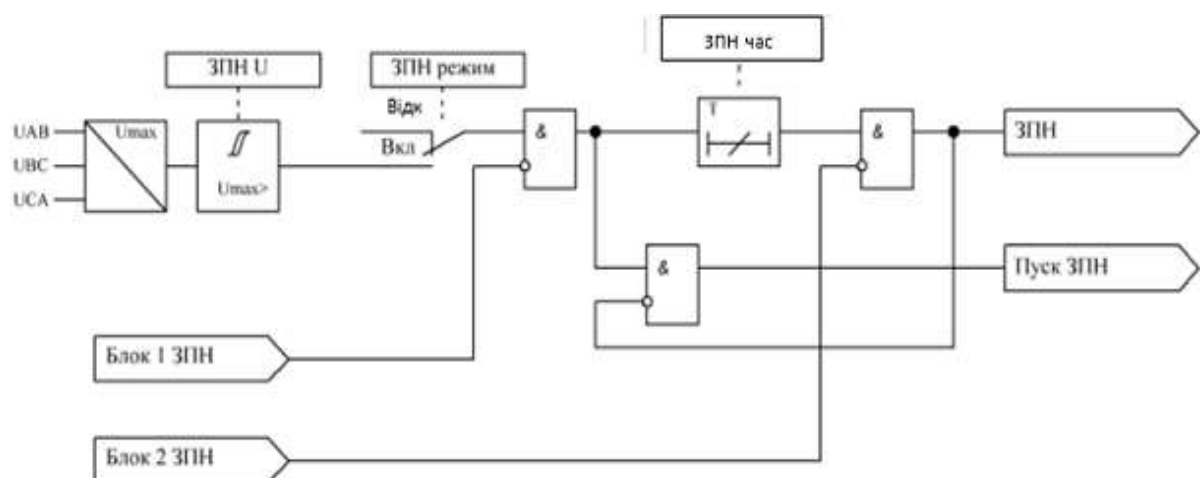 ЗПН час
ЗПН U
ЗПН режим
Відк
Вкл
UAB
UBC
UCA
Umax
Umax>
&
T
&
ЗПН
&
Пуск ЗПН
Блок 1 ЗПН
Блок 2 ЗПН